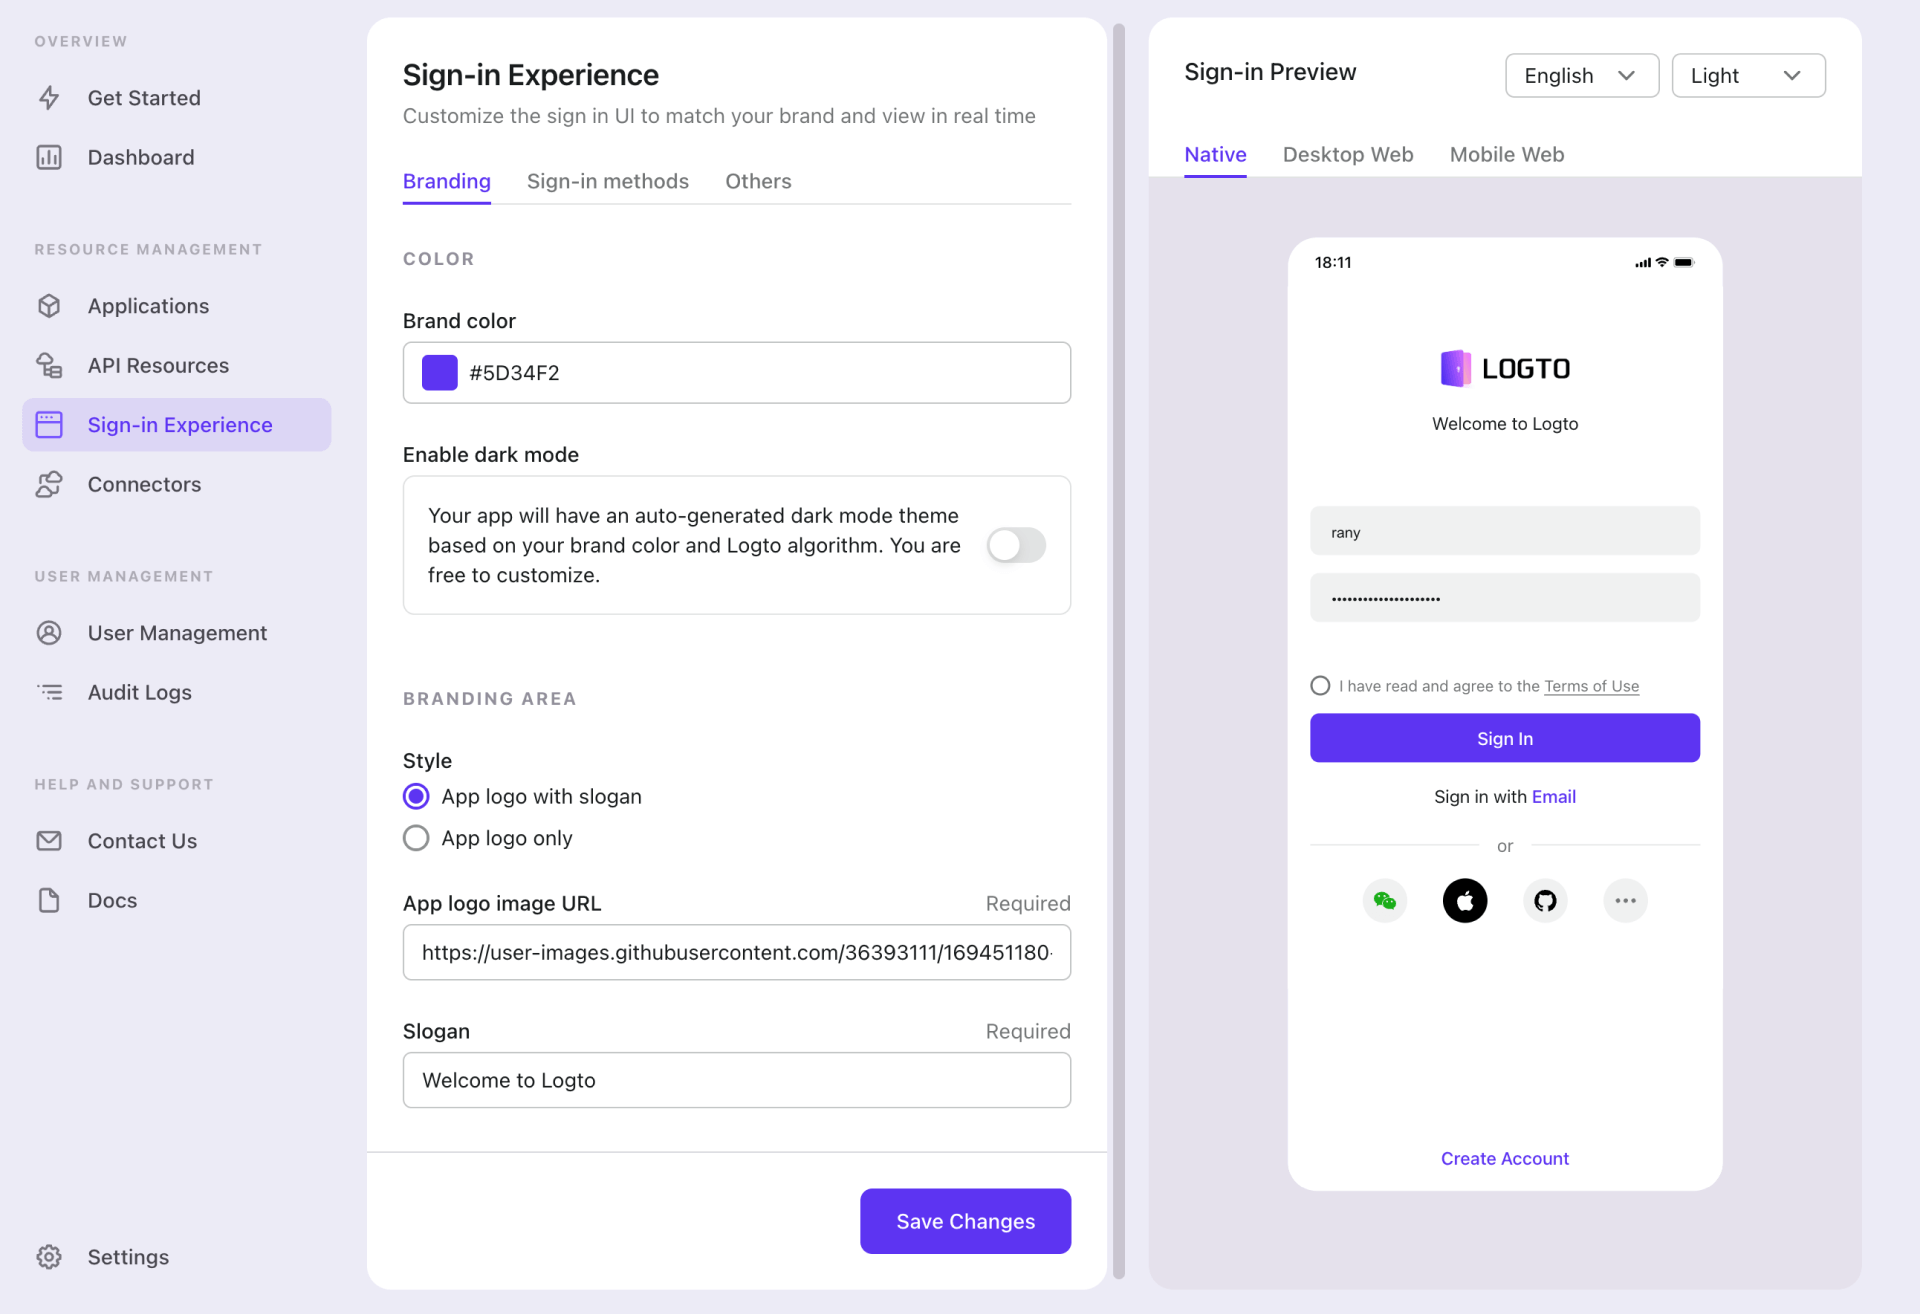 OVERVIEW
Get Started
Dashboard
RESOURCE MANAGEMENT
Applications
API Resources
Sign-in Experience
Connectors
USER MANAGEMENT
User Management
Audit Logs
HELP AND SUPPORT
Contact Us
Docs
Settings
Sign-in Experience
Customize the sign in UI to match your brand and view in real time
Branding
Sign-in methods
Others
COLOR
Brand color
#5D34F2
Enable dark mode
Your app will have an auto-generated dark mode theme
based on your brand color and Logto algorithm. You are
free to customize.
BRANDING AREA
Style
App logo with slogan
App logo only
App logo image URL
Required
https://user-images.githubusercontent.com/36393111/169451180-
Slogan
Required
Welcome to Logto
Save Changes
Sign-in Preview
English
Light
Native
Desktop Web
Mobile Web
18:11
LOGTO
Welcome to Logto
rany
•••••••••••••••••••••
I have read and agree to the Terms of Use
Sign In
Sign in with Email
or
Create Account